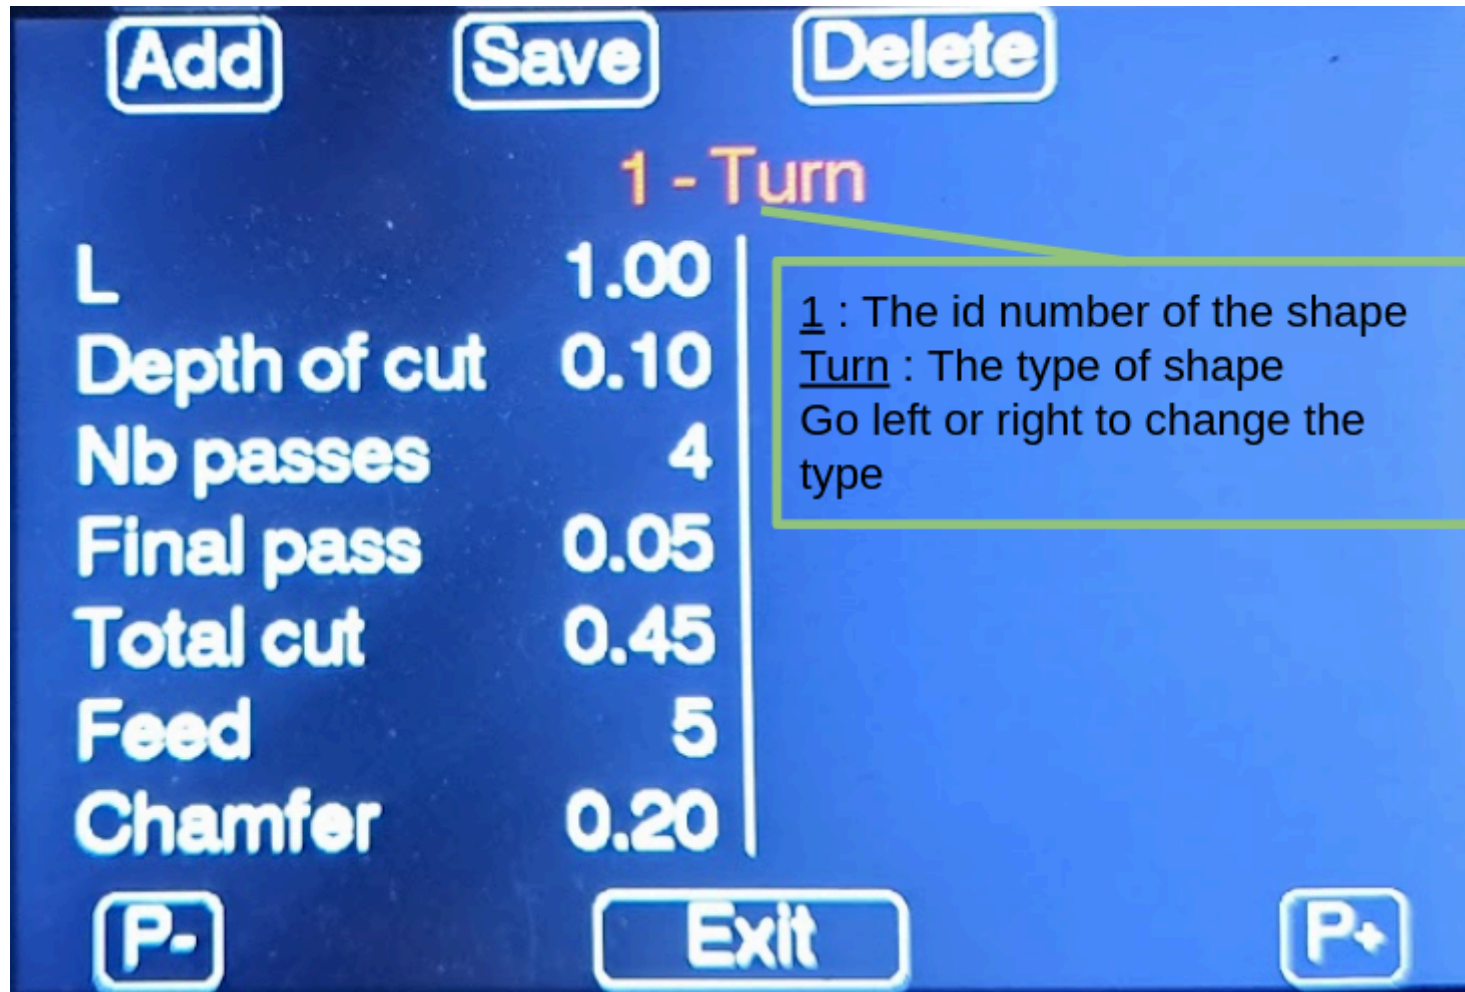 Add Save Delete
1 - Turn
L 1.00
Depth of cut 0.10
Nb passes 4
Final pass 0.05
Total cut 0.45
Feed 5
Chamfer 0.20
1 : The id number of the shape
Turn : The type of shape
Go left or right to change the
type
P- Exit P+